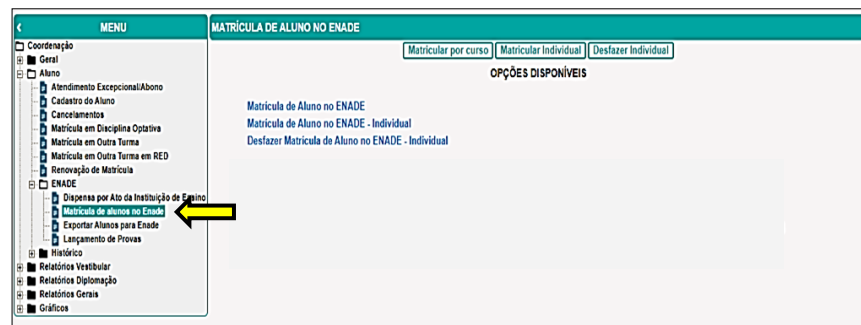 MENU
Coordenação
Geral
Aluno
Atendimento Excepcional/Abono
Cadastro do Aluno
Cancelamentos
Matrícula em Disciplina Optativa
Matrícula em Outra Turma
Matrícula em Outra Turma em RED
Renovação de Matrícula
ENADE
Dispensa por Ato da Instituição de Ensino
Matrícula de alunos no Enade
Exportar Alunos para Enade
Lançamento de Provas
Histórico
Relatórios Vestibular
Relatórios Diplomação
Relatórios Gerais
Gráficos
MATRÍCULA DE ALUNO NO ENADE
Matricular por curso Matricular Individual Desfazer Individual
OPÇÕES DISPONÍVEIS
Matrícula de Aluno no ENADE
Matrícula de Aluno no ENADE - Individual
Desfazer Matrícula de Aluno no ENADE - Individual